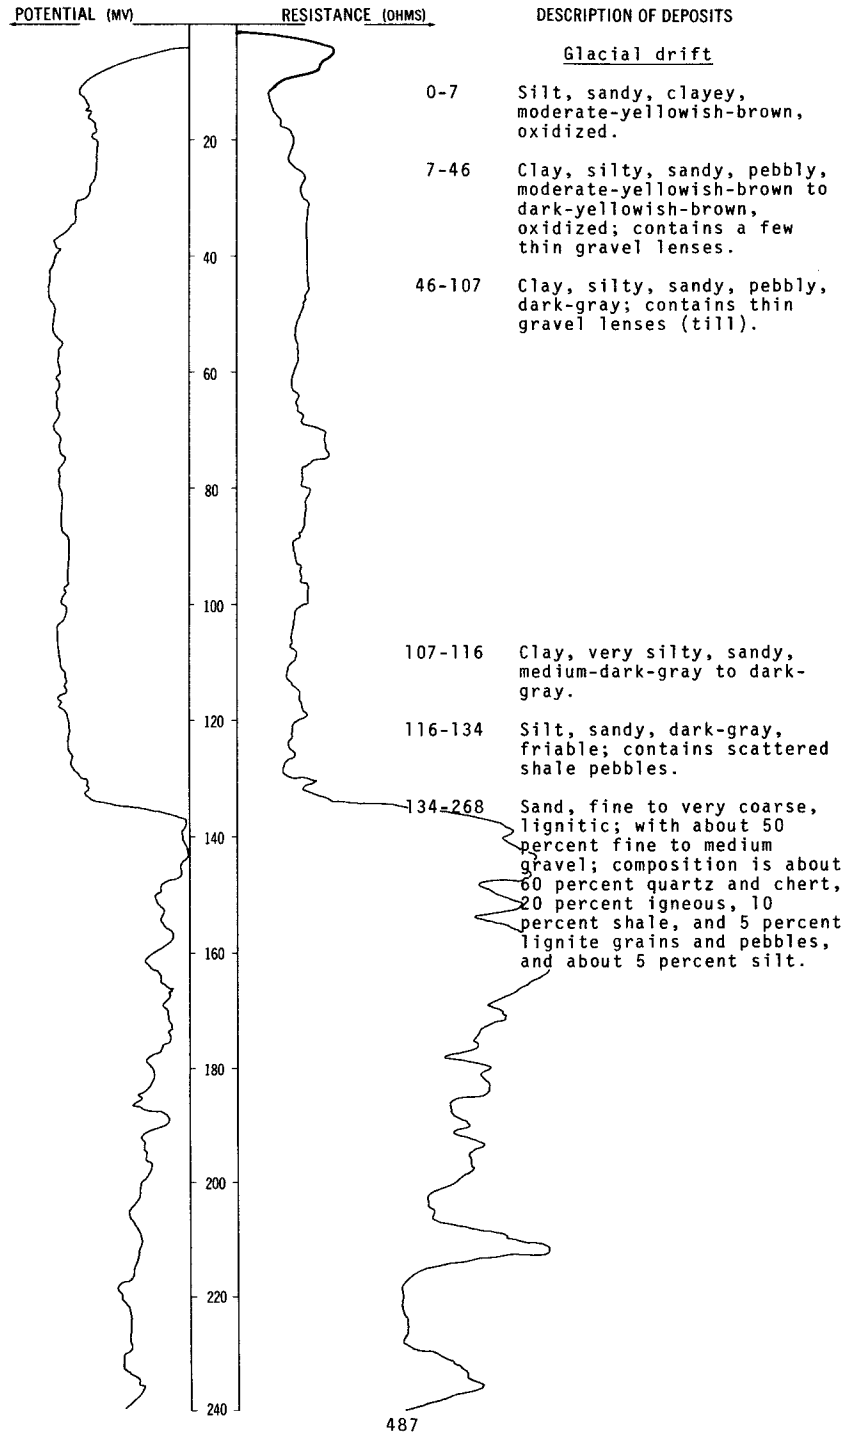 POTENTIAL (MV) RESISTANCE (OHMS) DESCRIPTION OF DEPOSITS
Glacial drift
0-7 Silt, sandy, clayey,
moderate-yellowish-brown,
oxidized.
20
7-46 Clay, silty, sandy, pebbly,
moderate-yellowish-brown to
dark-yellowish-brown,
oxidized; contains a few
thin gravel lenses.
40
46-107 Clay, silty, sandy, pebbly,
dark-gray; contains thin
gravel lenses (till).
60
80
100
107-116 Clay, very silty, sandy,
medium-dark-gray to dark-
gray.
120
116-134 Silt, sandy, dark-gray,
friable; contains scattered
shale pebbles.
134-268 Sand, fine to very coarse,
lignitic; with about 50
percent fine to medium
gravel; composition is about
60 percent quartz and chert,
20 percent igneous, 10
percent shale, and 5 percent
lignite grains and pebbles,
and about 5 percent silt.
140
160
180
200
220
240
487